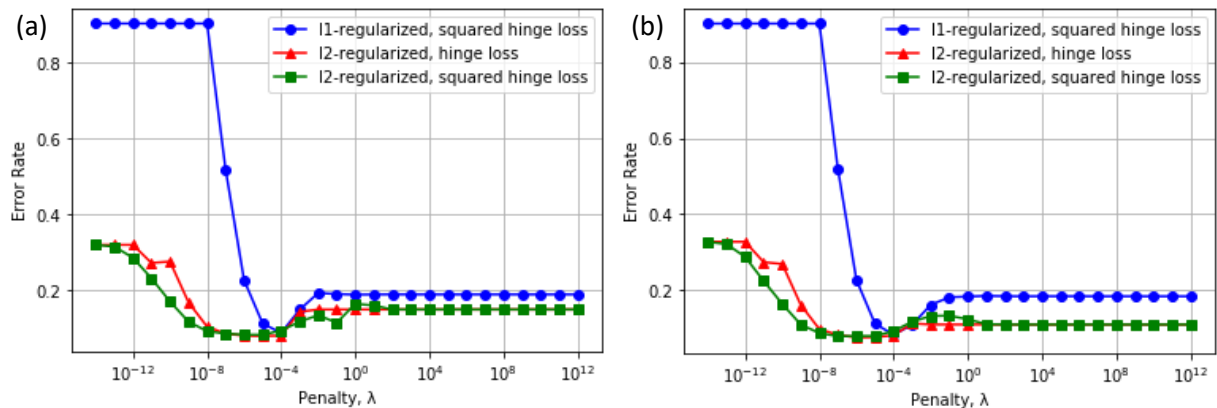 (a)
l1-regularized, squared hinge loss
l2-regularized, hinge loss
l2-regularized, squared hinge loss
Error Rate
0.8
0.6
0.4
0.2
10⁻¹² 10⁻⁸ 10⁻⁴ 10⁰ 10⁴ 10⁸ 10¹²
Penalty, λ
(b)
l1-regularized, squared hinge loss
l2-regularized, hinge loss
l2-regularized, squared hinge loss
Error Rate
0.8
0.6
0.4
0.2
10⁻¹² 10⁻⁸ 10⁻⁴ 10⁰ 10⁴ 10⁸ 10¹²
Penalty, λ